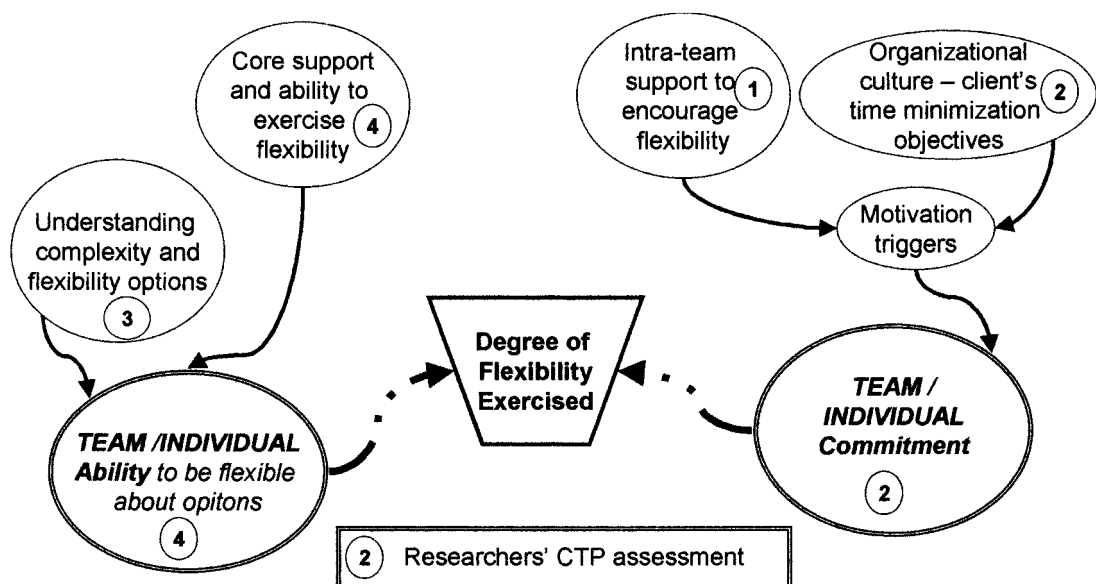 Core support
and ability to
exercise 4
flexibility
Intra-team
support to 1
encourage
flexibility
Organizational
culture – client's 2
time minimization
objectives
Understanding
complexity and
flexibility options
3
Motivation
triggers
Degree of
Flexibility
Exercised
TEAM /INDIVIDUAL
Ability to be flexible
about opitons
4
TEAM /
INDIVIDUAL
Commitment
2
2 Researchers' CTP assessment